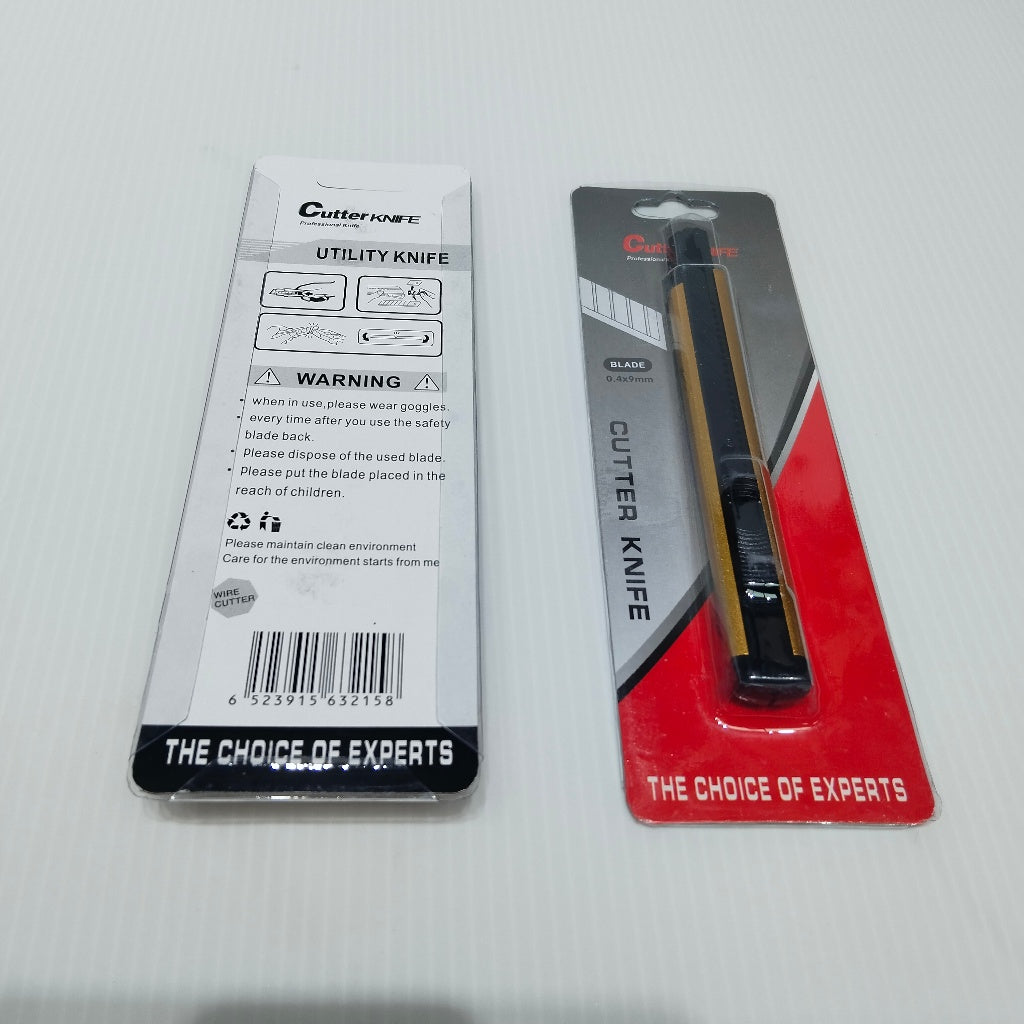 Cutter KNIFE
Professional Knife
UTILITY KNIFE
WARNING
when in use,please wear goggles.
every time after you use the safety
blade back.
Please dispose of the used blade.
Please put the blade placed in the
reach of children.
Please maintain clean environment
Care for the environment starts from me
WIRE
CUTTER
6 523915 632158
THE CHOICE OF EXPERTS
Cutt NIFE
Professional
BLADE
0.4x9mm
CUTTER KNIFE
THE CHOICE OF EXPERTS